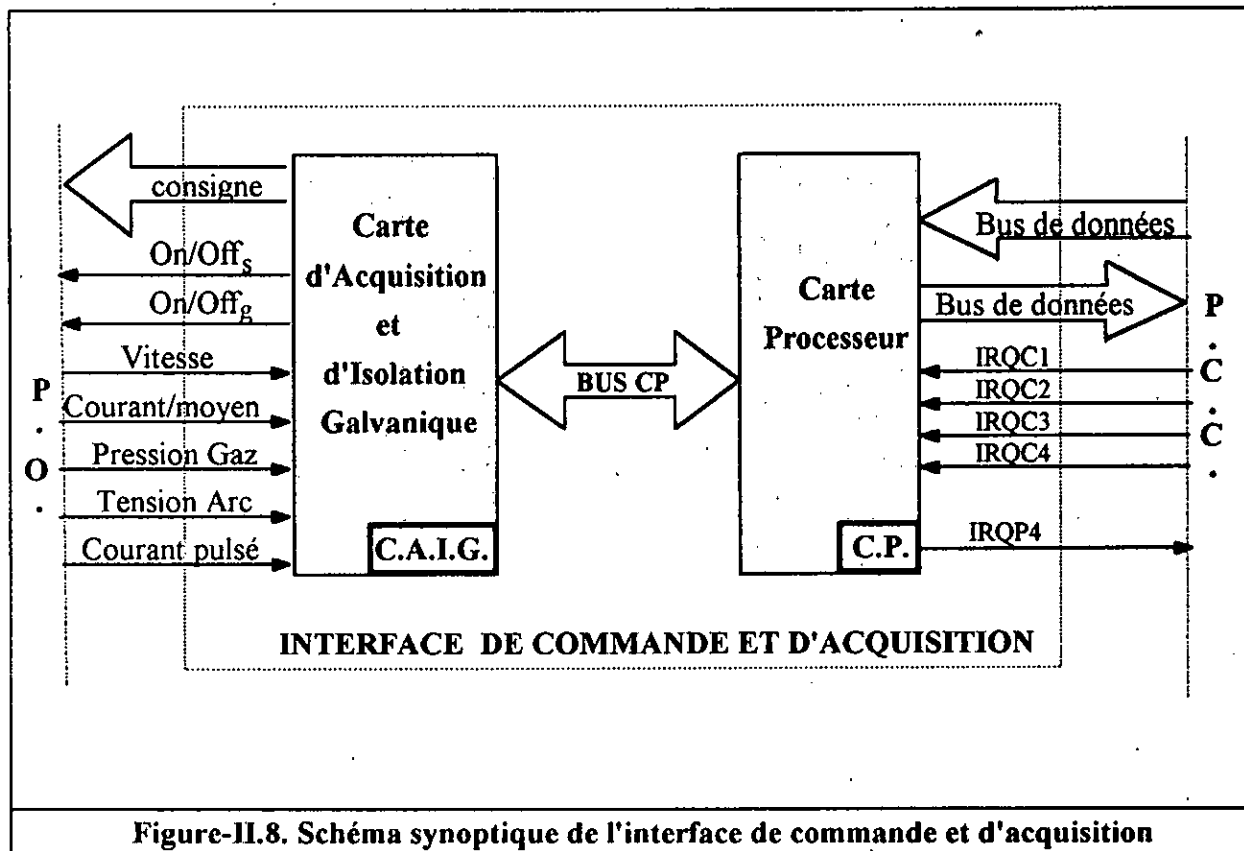 consigne
On/Offs
On/Offg
Vitesse
Courant/moyen
Pression Gaz
Tension Arc
Courant pulsé
P.O.
Carte
d'Acquisition
et
d'Isolation
Galvanique
C.A.I.G.
BUS CP
Carte
Processeur
C.P.
Bus de données
Bus de données
IRQC1
IRQC2
IRQC3
IRQC4
IRQP4
P.C.C.
INTERFACE DE COMMANDE ET D'ACQUISITION
Figure-II.8. Schéma synoptique de l'interface de commande et d'acquisition